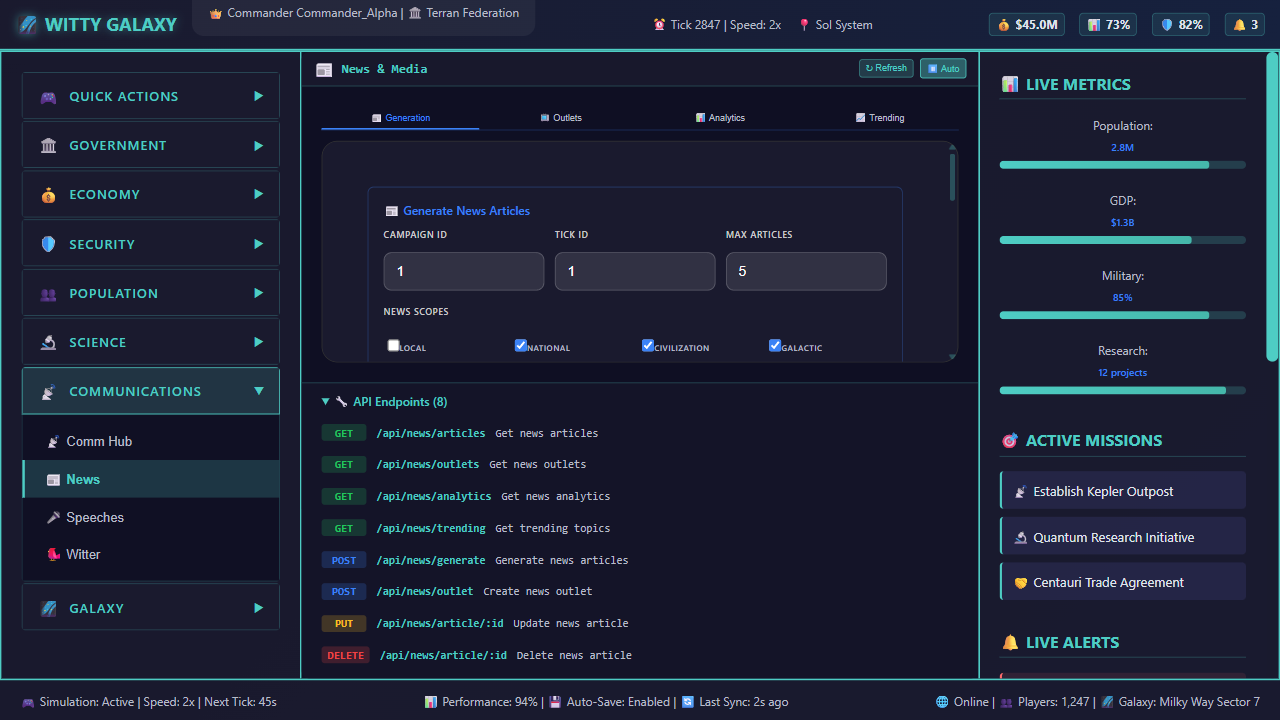 WITTY GALAXY
Commander Commander_Alpha | Terran Federation
Tick 2847 | Speed: 2x
Sol System
$45.0M
73%
82%
3
QUICK ACTIONS
GOVERNMENT
ECONOMY
SECURITY
POPULATION
SCIENCE
COMMUNICATIONS
Comm Hub
News
Speeches
Witter
GALAXY
News & Media
↻ Refresh
Auto
Generation
Outlets
Analytics
Trending
Generate News Articles
CAMPAIGN ID
TICK ID
MAX ARTICLES
1
1
5
NEWS SCOPES
LOCAL
NATIONAL
CIVILIZATION
GALACTIC
API Endpoints (8)
GET /api/news/articles Get news articles
GET /api/news/outlets Get news outlets
GET /api/news/analytics Get news analytics
GET /api/news/trending Get trending topics
POST /api/news/generate Generate news articles
POST /api/news/outlet Create news outlet
PUT /api/news/article/:id Update news article
DELETE /api/news/article/:id Delete news article
LIVE METRICS
Population:
2.8M
GDP:
$1.3B
Military:
85%
Research:
12 projects
ACTIVE MISSIONS
Establish Kepler Outpost
Quantum Research Initiative
Centauri Trade Agreement
LIVE ALERTS
Simulation: Active | Speed: 2x | Next Tick: 45s
Performance: 94% | Auto-Save: Enabled | Last Sync: 2s ago
Online | Players: 1,247 | Galaxy: Milky Way Sector 7